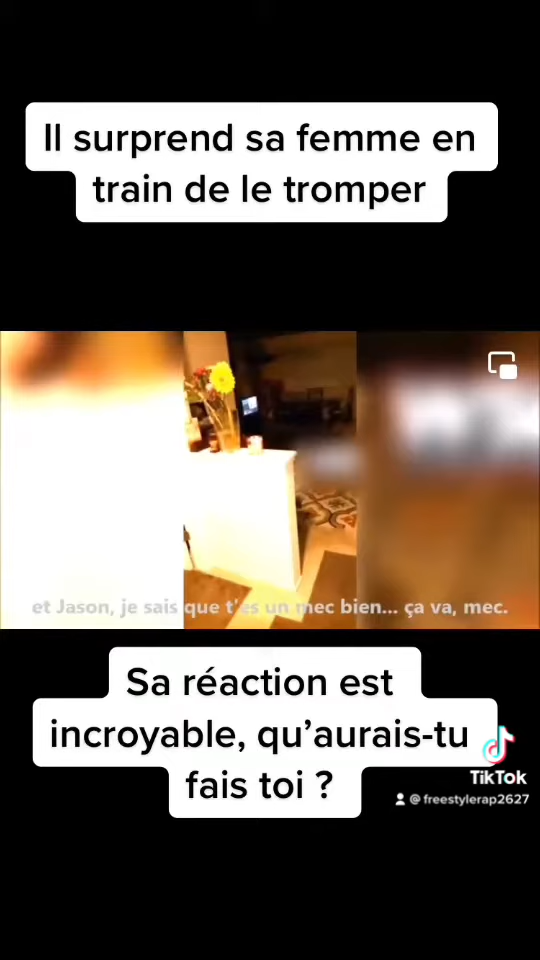 Il surprend sa femme en
train de le tromper
et Jason, je sais que t'es un mec bien... ça va, mec.
Sa réaction est
incroyable, qu’aurais-tu
fais toi ?
TikTok
@freestylerap2627